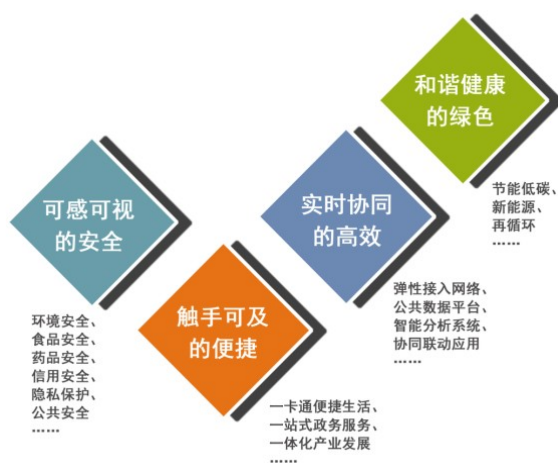 可感可视
的安全
环境安全、
食品安全、
药品安全、
信用安全、
隐私保护、
公共安全
……
触手可及
的便捷
一卡通便捷生活、
一站式政务服务、
一体化产业发展
……
实时协同
的高效
弹性接入网络、
公共数据平台、
智能分析系统、
协同联动应用
……
和谐健康
的绿色
节能低碳、
新能源、
再循环
……